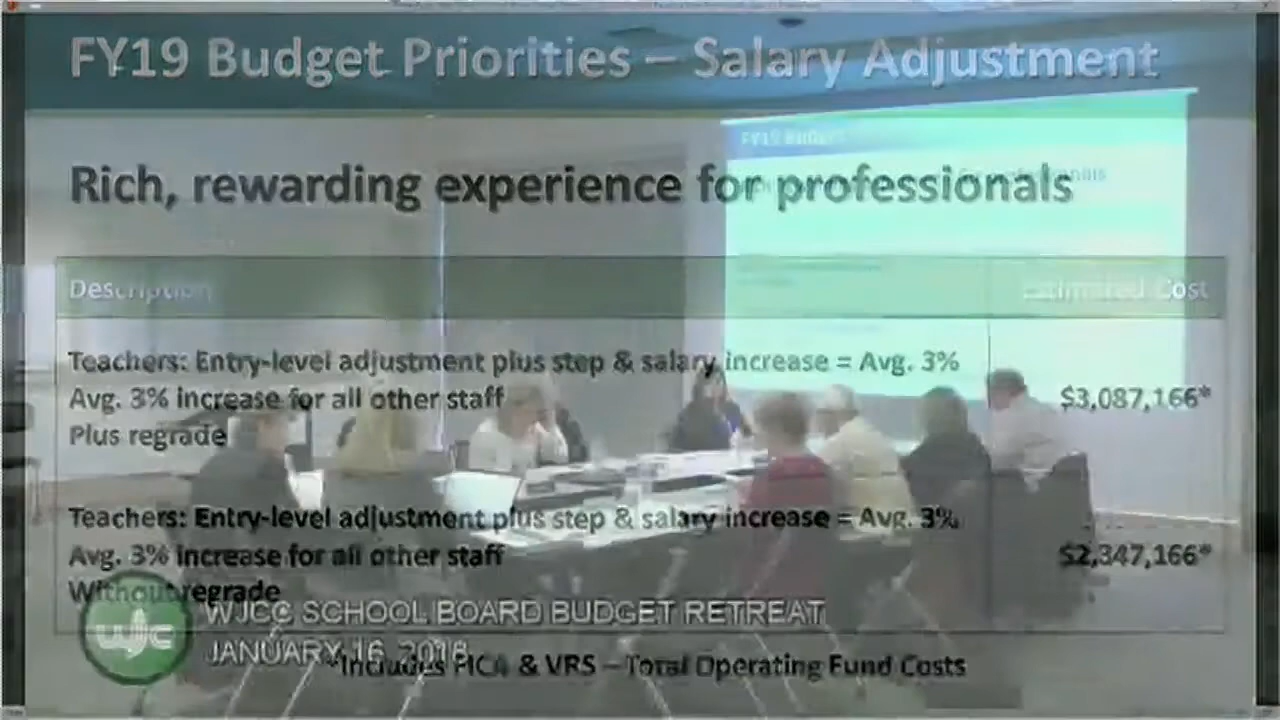 FY19 Budget Priorities – Salary Adjustment
FY19 Budget
Rich, rewarding experience for professionals
Description Estimated Cost
Teachers: Entry-level adjustment plus step & salary increase = Avg. 3%
Avg. 3% increase for all other staff $3,087,166*
Plus regrade
Teachers: Entry-level adjustment plus step & salary increase = Avg. 3%
Avg. 3% increase for all other staff $2,347,166*
Without regrade
wjc
WJCC SCHOOL BOARD BUDGET RETREAT
JANUARY 16, 2018
*Includes FICA & VRS – Total Operating Fund Costs